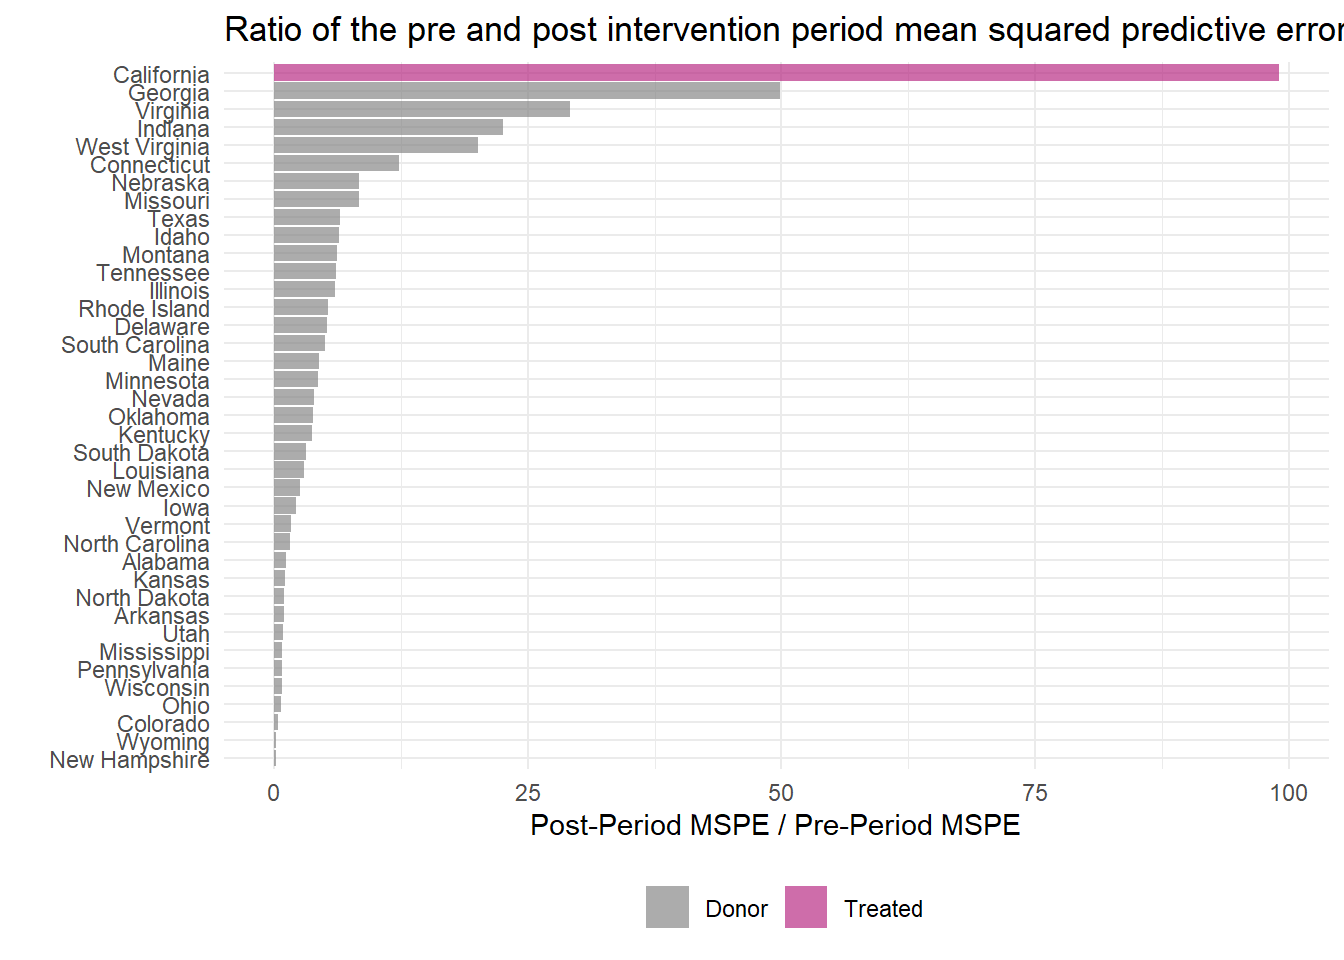 Ratio of the pre and post intervention period mean squared predictive error
California
Georgia
Virginia
Indiana
West Virginia
Connecticut
Nebraska
Missouri
Texas
Idaho
Montana
Tennessee
Illinois
Rhode Island
Delaware
South Carolina
Maine
Minnesota
Nevada
Oklahoma
Kentucky
South Dakota
Louisiana
New Mexico
Iowa
Vermont
North Carolina
Alabama
Kansas
North Dakota
Arkansas
Utah
Mississippi
Pennsylvania
Wisconsin
Ohio
Colorado
Wyoming
New Hampshire
0 25 50 75 100
Post-Period MSPE / Pre-Period MSPE
Donor Treated